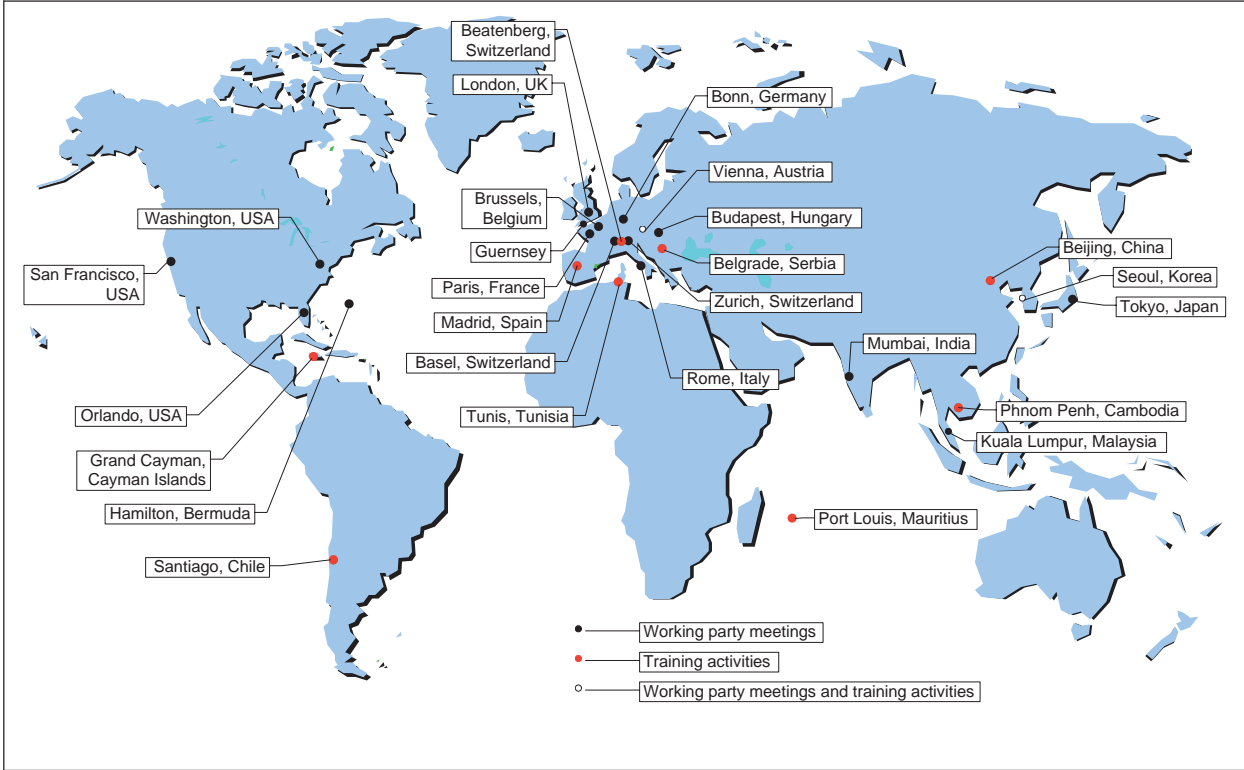 Beatenberg,
Switzerland
London, UK
Bonn, Germany
Vienna, Austria
Brussels,
Belgium
Washington, USA
Budapest, Hungary
Guernsey
Beijing, China
San Francisco,
USA
Belgrade, Serbia
Seoul, Korea
Paris, France
Zurich, Switzerland
Tokyo, Japan
Madrid, Spain
Mumbai, India
Basel, Switzerland
Rome, Italy
Orlando, USA
Tunis, Tunisia
Phnom Penh, Cambodia
Kuala Lumpur, Malaysia
Grand Cayman,
Cayman Islands
Hamilton, Bermuda
Port Louis, Mauritius
Santiago, Chile
Working party meetings
Training activities
Working party meetings and training activities